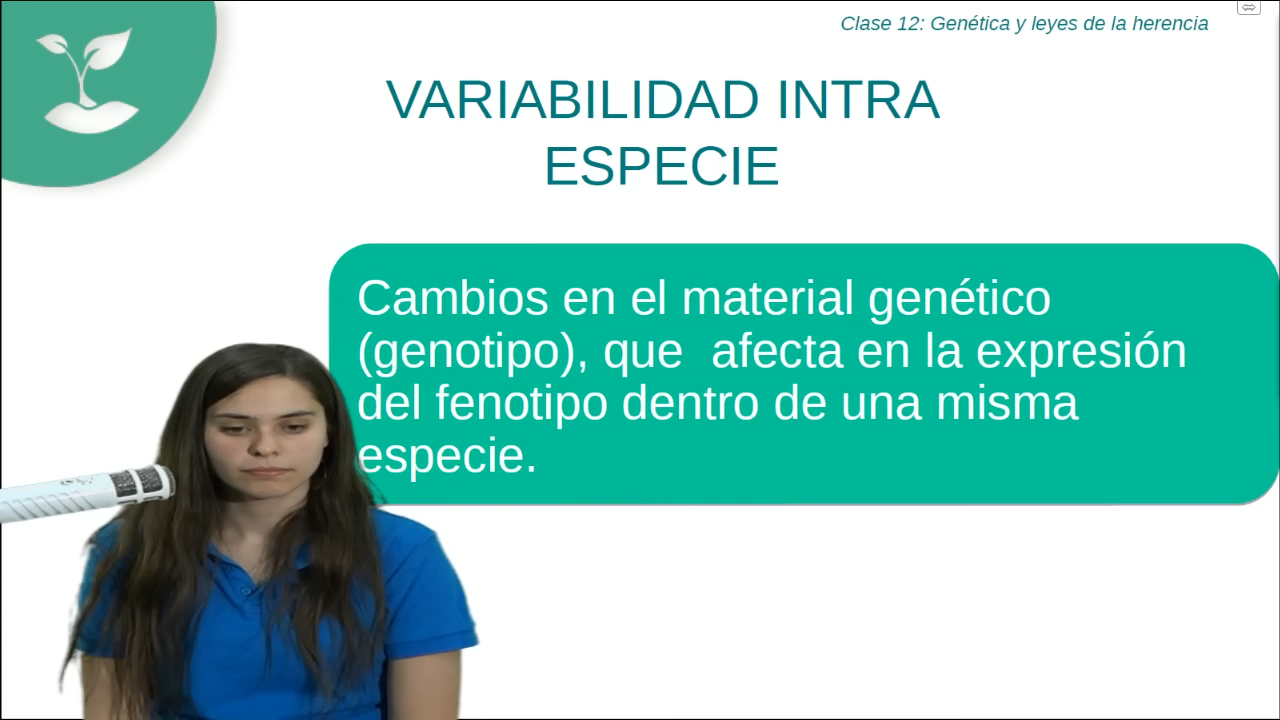 Clase 12: Genética y leyes de la herencia
VARIABILIDAD INTRA
ESPECIE
Cambios en el material genético
(genotipo), que  afecta en la expresión
del fenotipo dentro de una misma
especie.